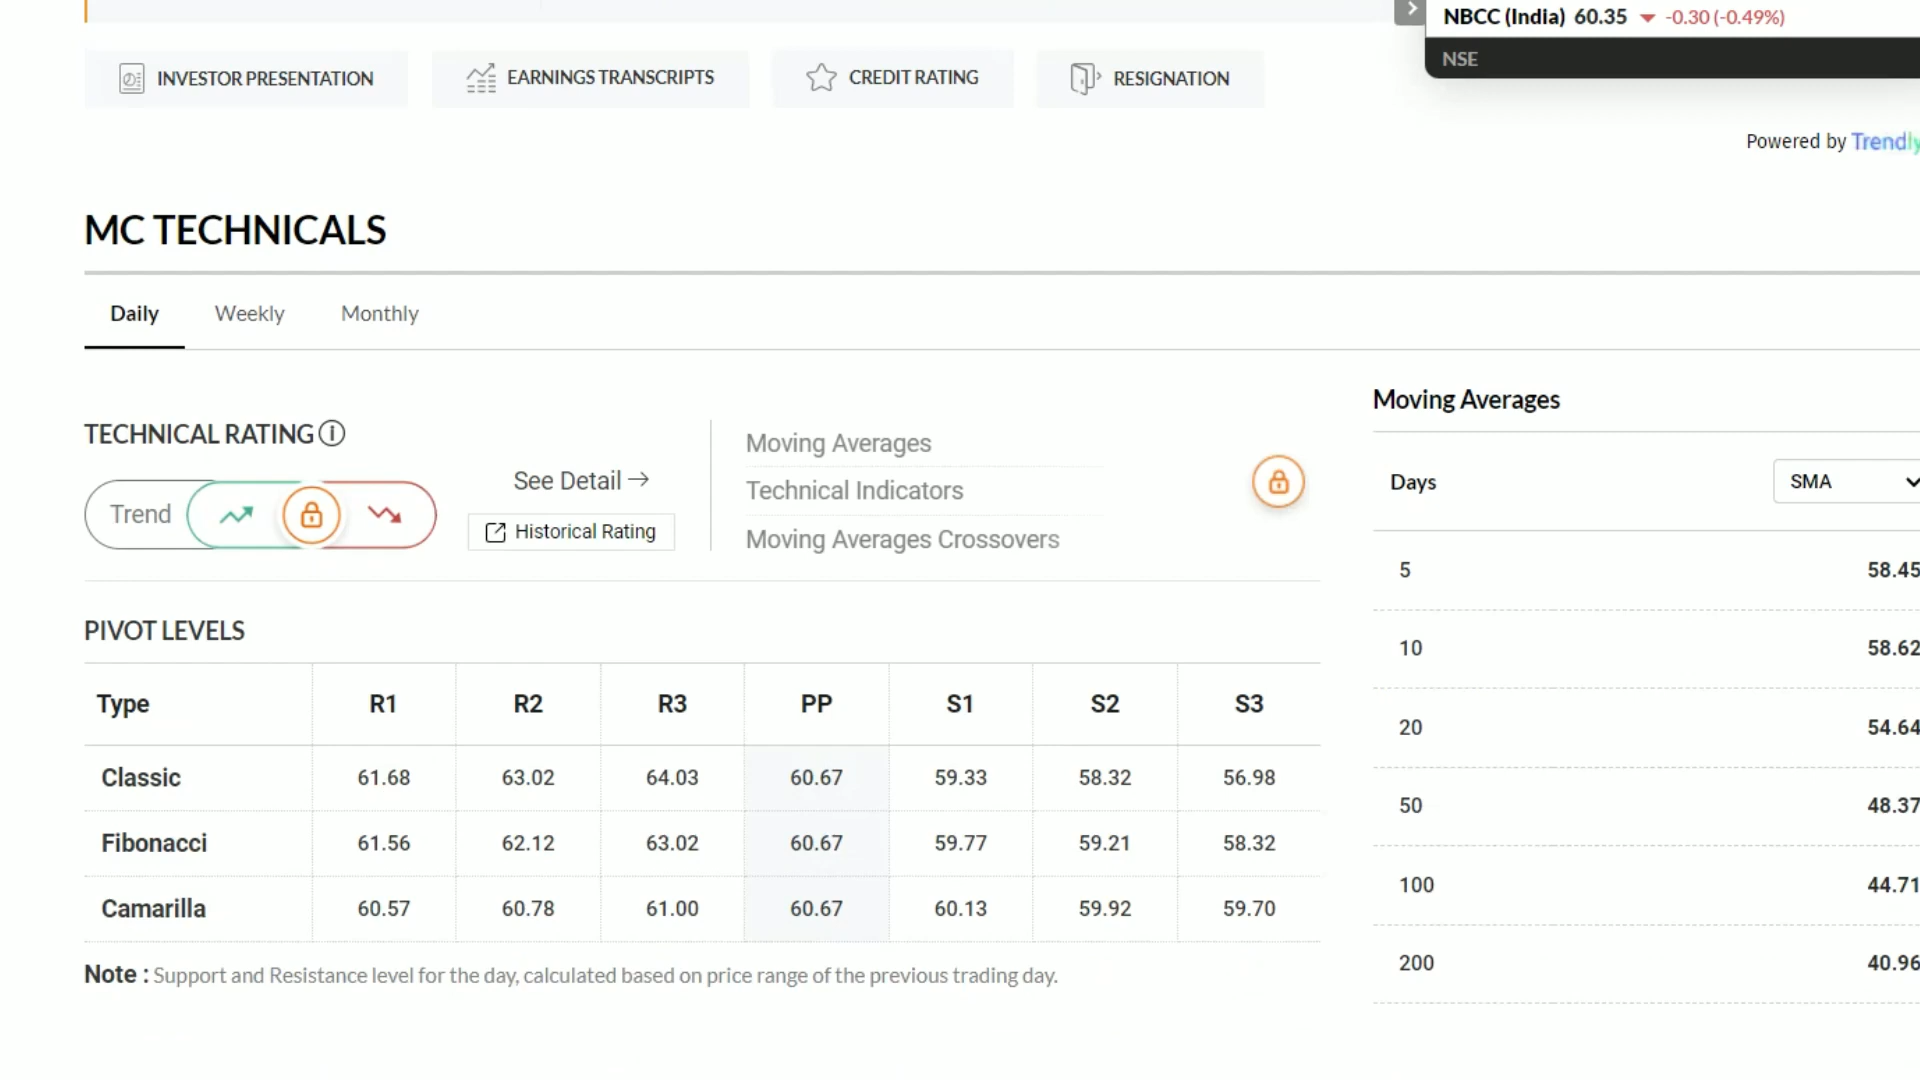 NBCC (India) 60.35 -0.30 (-0.49%)
NSE
INVESTOR PRESENTATION
EARNINGS TRANSCRIPTS
CREDIT RATING
RESIGNATION
Powered by Trendly
MC TECHNICALS
Daily Weekly Monthly
TECHNICAL RATING
Trend
See Detail
Historical Rating
Moving Averages
Technical Indicators
Moving Averages Crossovers
PIVOT LEVELS
Type R1 R2 R3 PP S1 S2 S3
Classic 61.68 63.02 64.03 60.67 59.33 58.32 56.98
Fibonacci 61.56 62.12 63.02 60.67 59.77 59.21 58.32
Camarilla 60.57 60.78 61.00 60.67 60.13 59.92 59.70
Note : Support and Resistance level for the day, calculated based on price range of the previous trading day.
Moving Averages
Days SMA
5 58.45
10 58.62
20 54.64
50 48.37
100 44.71
200 40.96